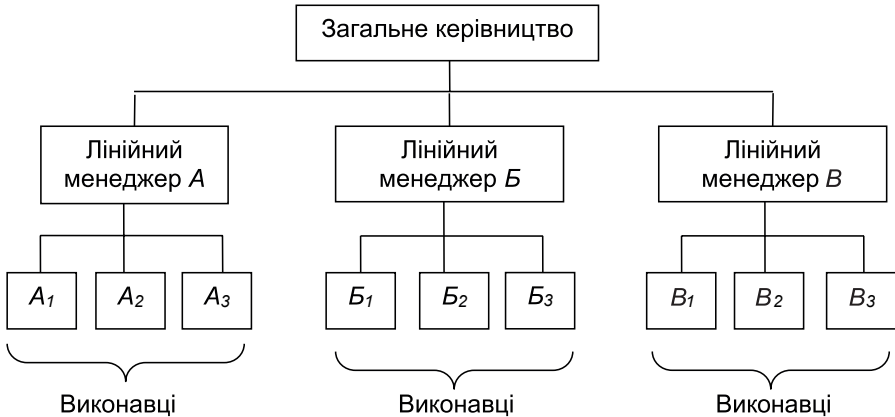 Загальне керівництво
Лінійний
менеджер А
Лінійний
менеджер Б
Лінійний
менеджер В
А1
А2
А3
Б1
Б2
Б3
В1
В2
В3
Виконавці
Виконавці
Виконавці